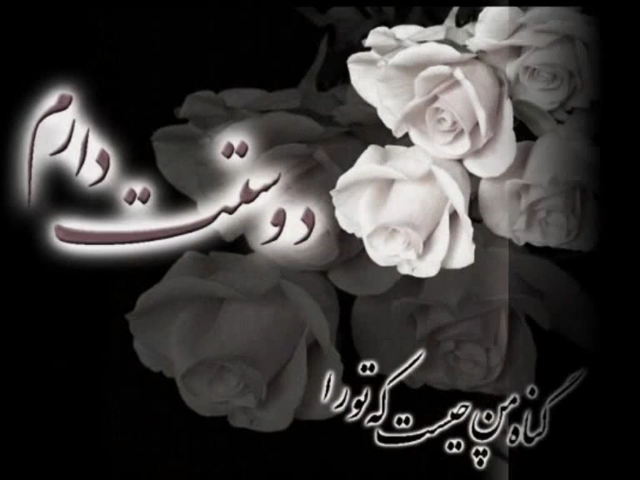 دوستت دارم
گناه من چیست که تو را